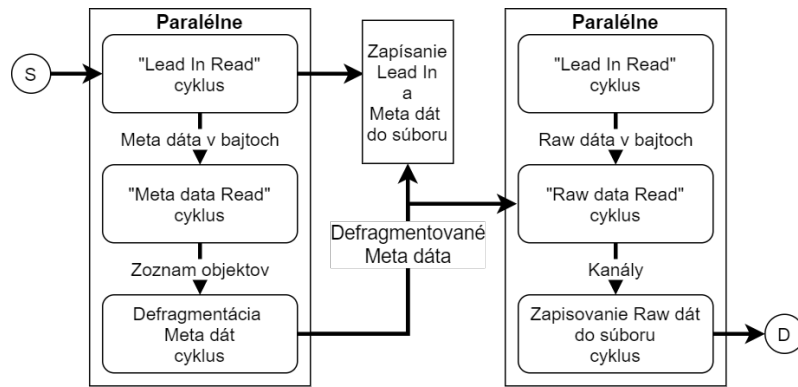 Paralélne
S
"Lead In Read"
cyklus
Meta dáta v bajtoch
"Meta data Read"
cyklus
Zoznam objektov
Defragmentácia
Meta dát
cyklus
Zapísanie
Lead In
a
Meta dát
do súboru
Defragmentované
Meta dáta
Paralélne
"Lead In Read"
cyklus
Raw dáta v bajtoch
"Raw data Read"
cyklus
Kanály
Zapisovanie Raw dát
do súboru
cyklus
D